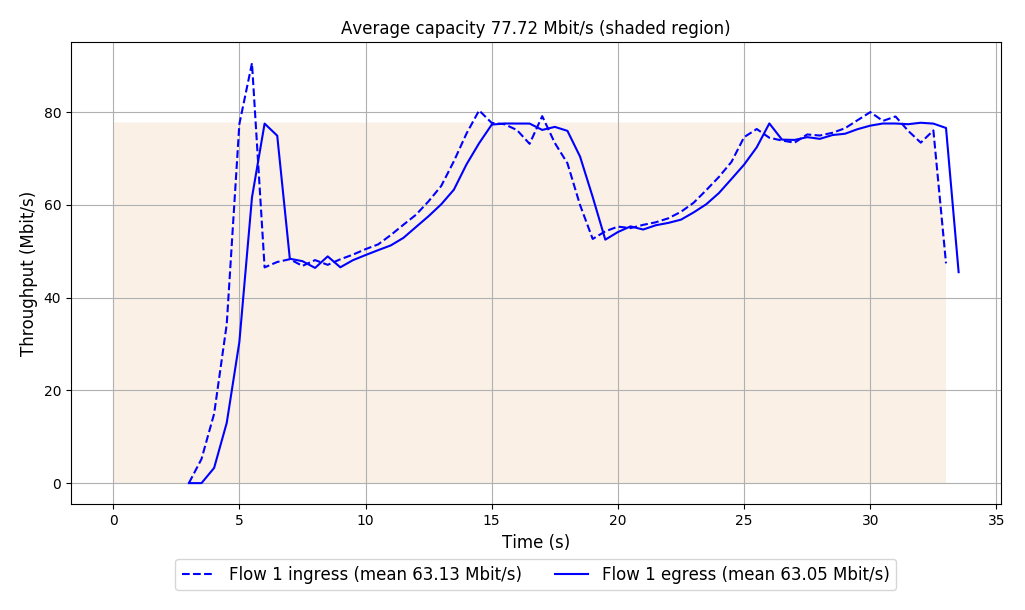 Average capacity 77.72 Mbit/s (shaded region)
Throughput (Mbit/s)
80
60
40
20
0
0 5 10 15 20 25 30 35
Time (s)
Flow 1 ingress (mean 63.13 Mbit/s) Flow 1 egress (mean 63.05 Mbit/s)